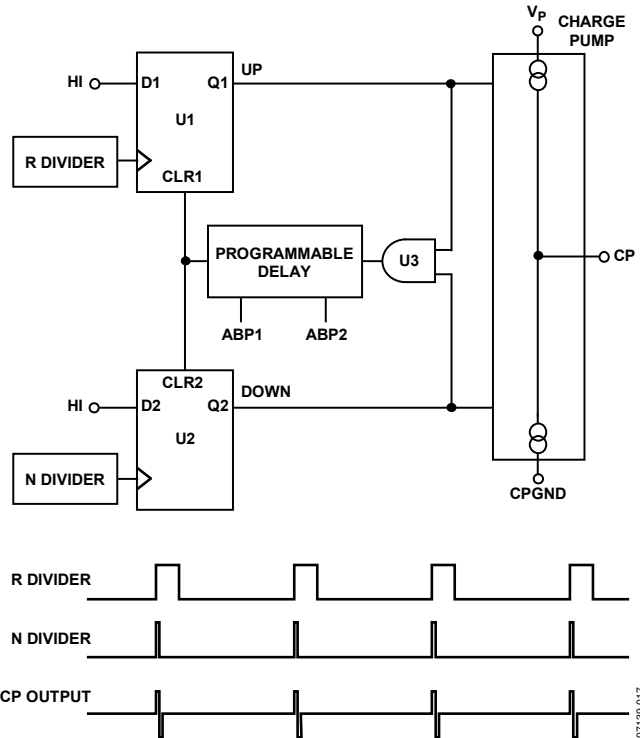 VP
CHARGE
PUMP
UP
HI
D1
Q1
U1
R DIVIDER
CLR1
PROGRAMMABLE
DELAY
U3
CP
ABP1
ABP2
CLR2
DOWN
HI
D2
Q2
U2
N DIVIDER
CPGND
R DIVIDER
N DIVIDER
CP OUTPUT